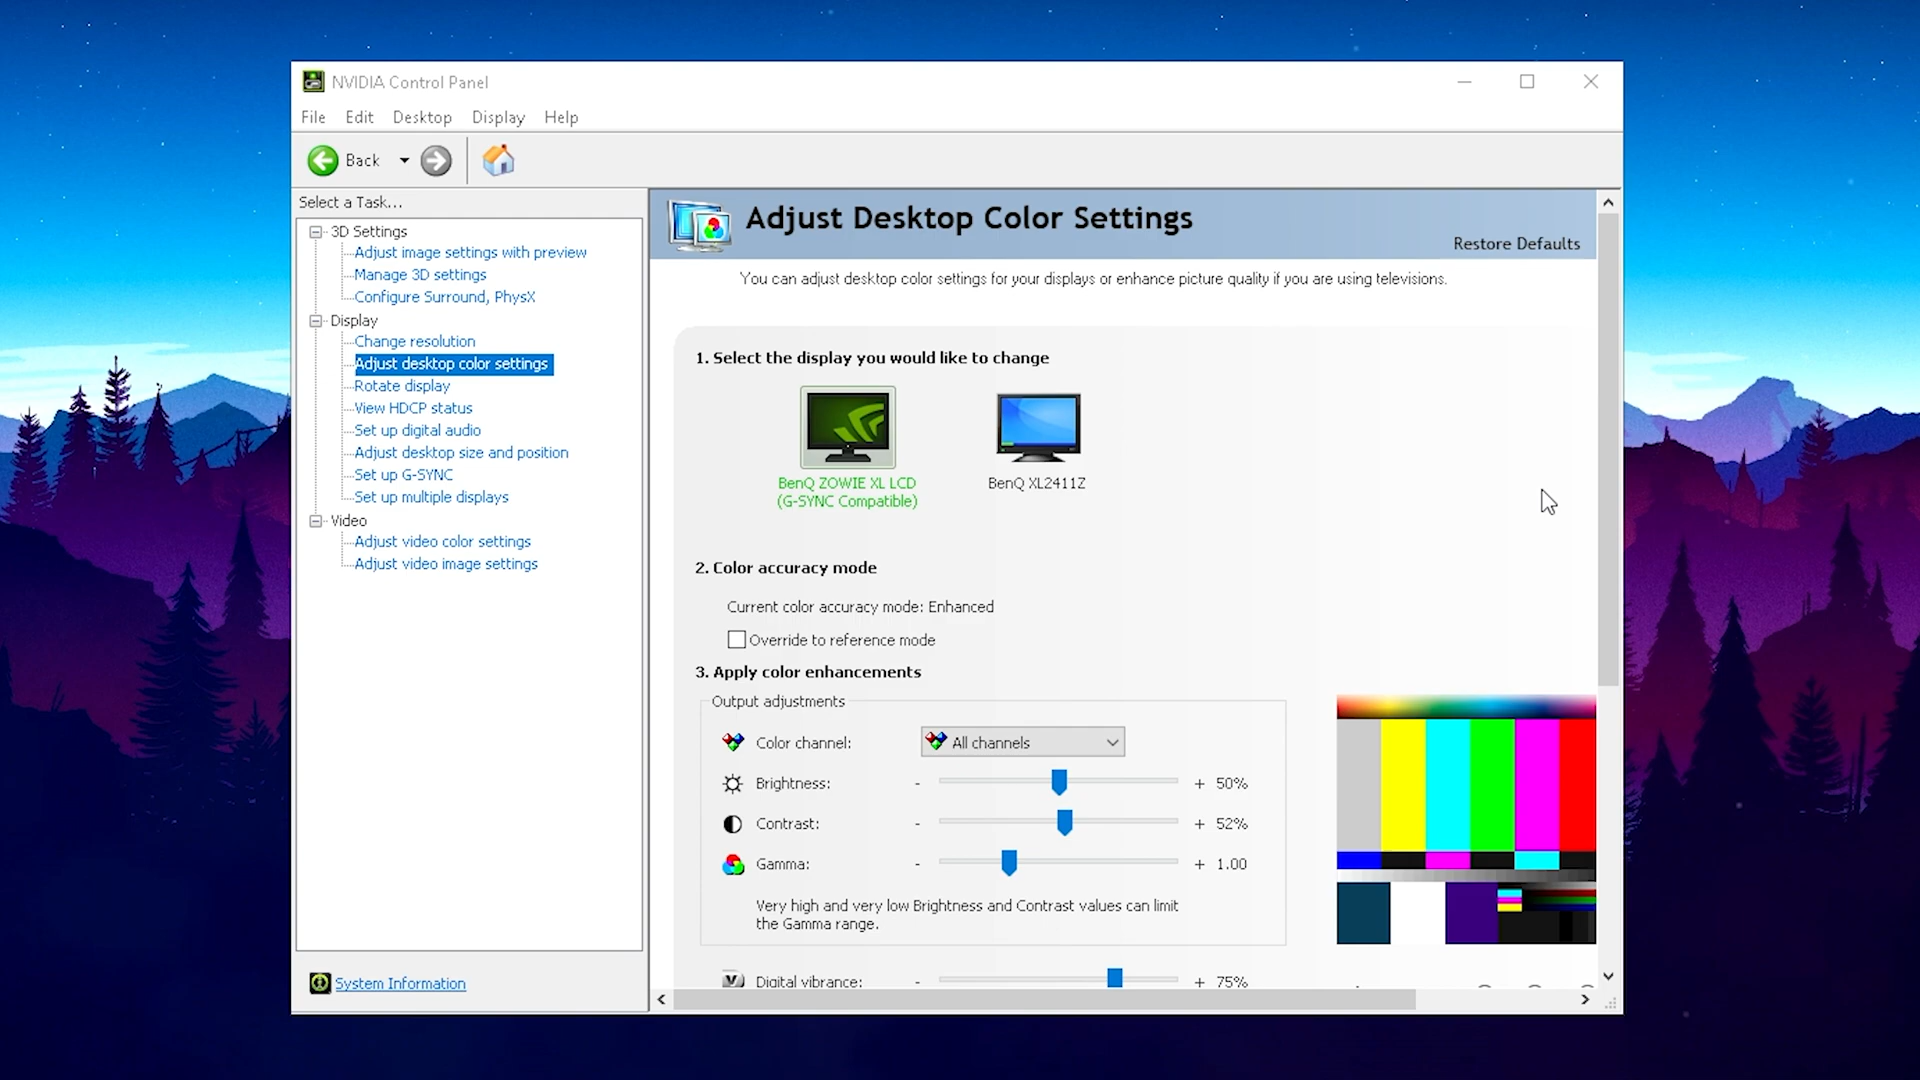 NVIDIA Control Panel
File Edit Desktop Display Help
Back
Select a Task...
3D Settings
Adjust image settings with preview
Manage 3D settings
Configure Surround, PhysX
Display
Change resolution
Adjust desktop color settings
Rotate display
View HDCP status
Set up digital audio
Adjust desktop size and position
Set up G-SYNC
Set up multiple displays
Video
Adjust video color settings
Adjust video image settings
System Information
Adjust Desktop Color Settings
Restore Defaults
You can adjust desktop color settings for your displays or enhance picture quality if you are using televisions.
1. Select the display you would like to change
BenQ ZOWIE XL LCD
(G-SYNC Compatible)
BenQ XL2411Z
2. Color accuracy mode
Current color accuracy mode: Enhanced
Override to reference mode
3. Apply color enhancements
Output adjustments
Color channel: All channels
Brightness: - + 50%
Contrast: - + 52%
Gamma: - + 1.00
Very high and very low Brightness and Contrast values can limit
the Gamma range.
Digital vibrance: - + 75%